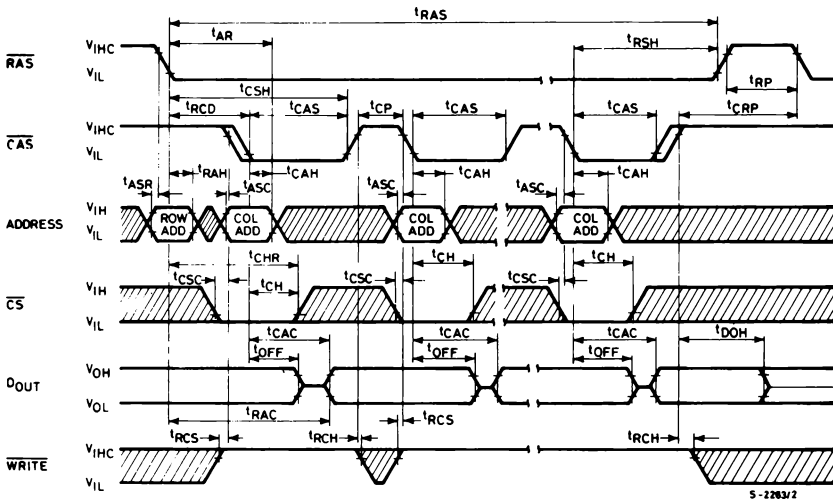 tRAS
tAR
tRSH
RAS
VIHC
VIL
tRP
tCSH
tRCD
tCAS
tCP
tCAS
tCAS
tCRP
CAS
VIHC
VIL
tASR
tRAH
tASC
tCAH
tASC
tCAH
tASC
tCAH
ADDRESS
VIH
VIL
ROW ADD
COL ADD
COL ADD
COL ADD
tCHR
tCSC
tCH
tCSC
tCH
tCSC
tCH
CS
VIH
VIL
tCAC
tCAC
tCAC
tDOH
tOFF
tOFF
tOFF
DOUT
VOH
VOL
tRAC
tRCS
tRCS
tRCH
tRCH
WRITE
VIHC
VIL
S-2263/2